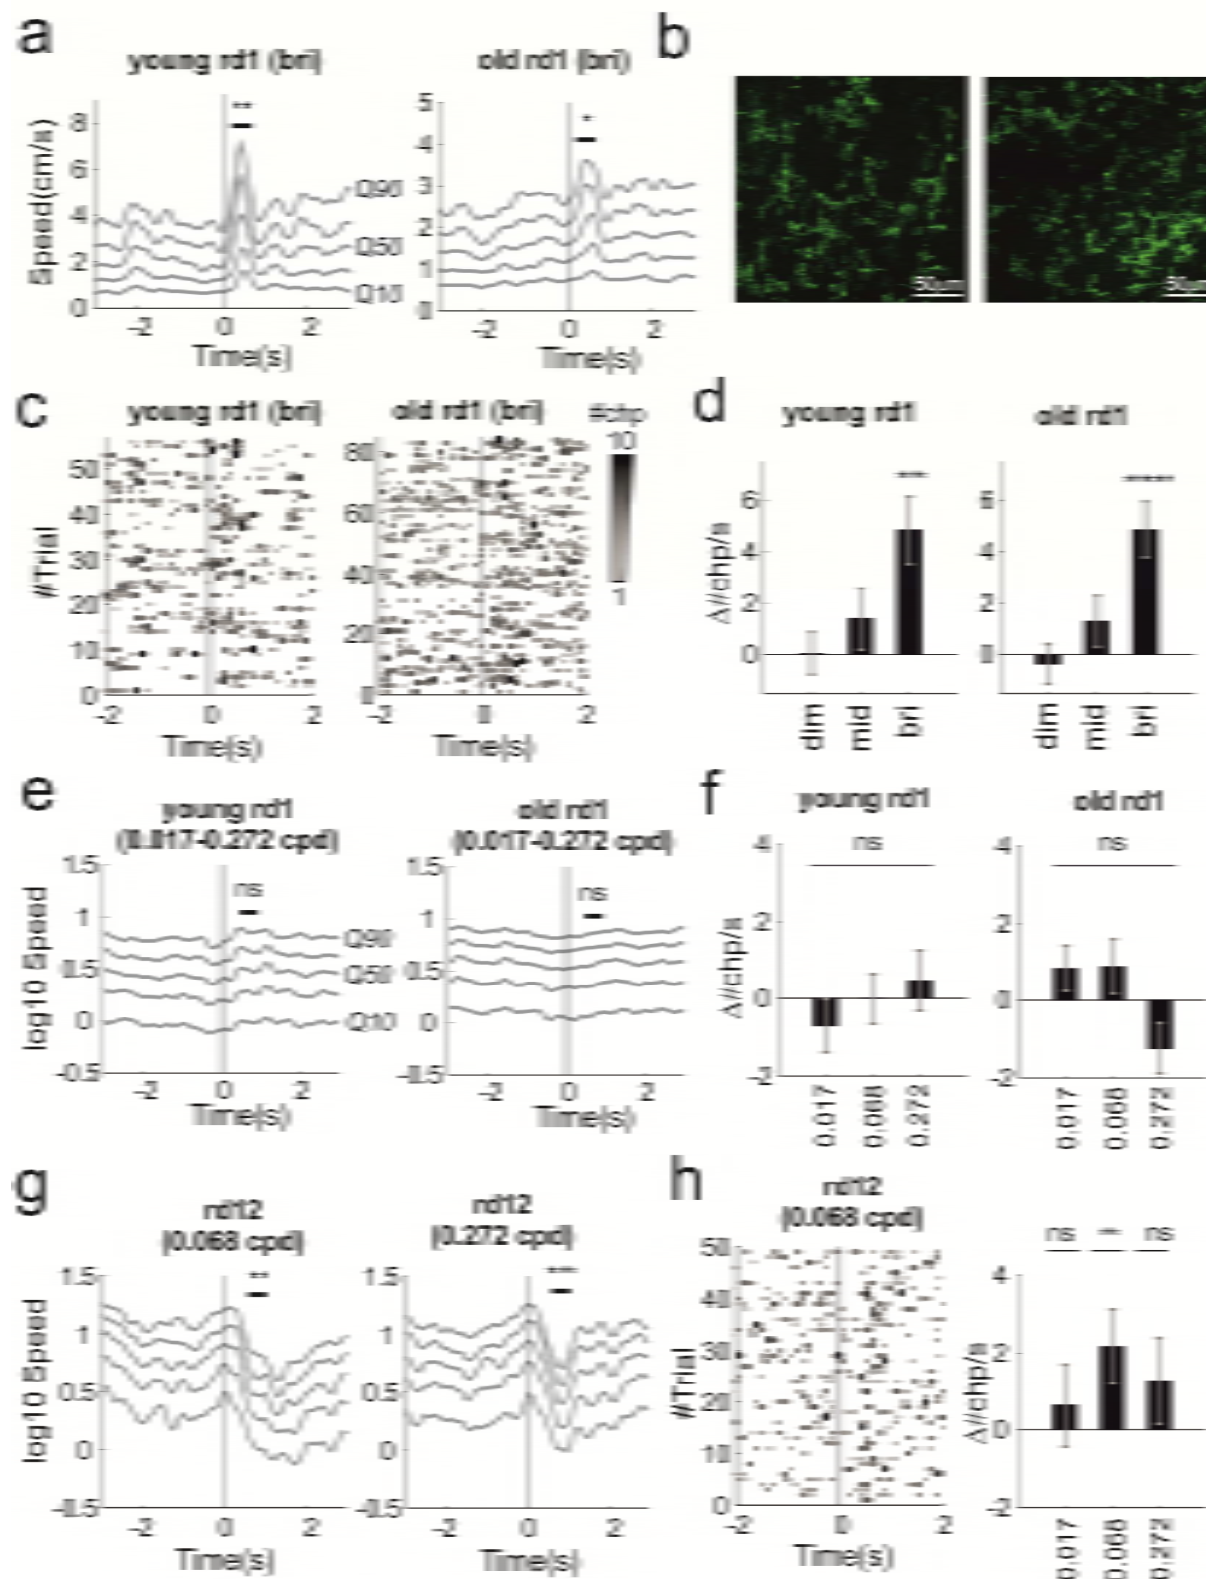 a
young rd1 (bri)
old rd1 (bri)
b
Speed(cm/s)
8
6
4
2
0
5
4
3
2
1
0
Q90
Q50
Q10
**
*
-2 0 2
-2 0 2
Time(s)
Time(s)
50μm
50μm
c
young rd1 (bri)
old rd1 (bri)
#chp
10
1
#Trial
50
40
30
20
10
0
80
60
40
20
0
-2 0 2
-2 0 2
Time(s)
Time(s)
d
young rd1
old rd1
Δ#chp/s
6
4
2
0
6
4
2
0
***
dim
mid
bri
dim
mid
bri
e
young rd1
(0.017-0.272 cpd)
old rd1
(0.017-0.272 cpd)
log10 Speed
1.5
1
0.5
0
-0.5
1.5
1
0.5
0
-0.5
ns
ns
Q90
Q50
Q10
-2 0 2
-2 0 2
Time(s)
Time(s)
f
young rd1
old rd1
ns
ns
Δ#chp/s
4
2
0
-2
4
2
0
-2
0.017
0.068
0.272
0.017
0.068
0.272
g
rd12
(0.068 cpd)
rd12
(0.272 cpd)
log10 Speed
1.5
1
0.5
0
-0.5
1.5
1
0.5
0
-0.5
**
***
-2 0 2
-2 0 2
Time(s)
Time(s)
h
rd12
(0.068 cpd)
#Trial
50
40
30
20
10
0
-2 0 2
Time(s)
ns
**
ns
Δ#chp/s
4
2
0
-2
0.017
0.068
0.272